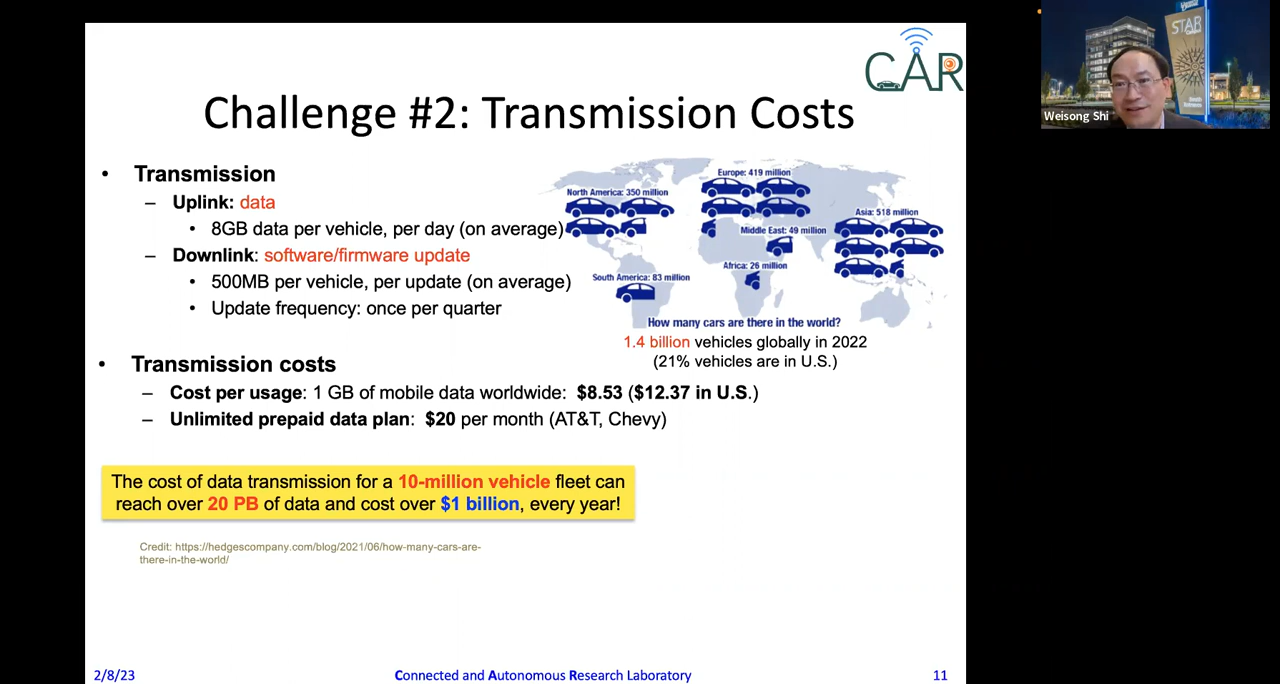 CAR
Challenge #2: Transmission Costs
• Transmission
– Uplink: data
• 8GB data per vehicle, per day (on average)
– Downlink: software/firmware update
• 500MB per vehicle, per update (on average)
• Update frequency: once per quarter
North America: 350 million
Europe: 419 million
Asia: 518 million
Middle East: 49 million
Africa: 26 million
South America: 83 million
How many cars are there in the world?
1.4 billion vehicles globally in 2022
(21% vehicles are in U.S.)
• Transmission costs
– Cost per usage: 1 GB of mobile data worldwide: $8.53 ($12.37 in U.S.)
– Unlimited prepaid data plan: $20 per month (AT&T, Chevy)
The cost of data transmission for a 10-million vehicle fleet can
reach over 20 PB of data and cost over $1 billion, every year!
Credit: https://hedgescompany.com/blog/2021/06/how-many-cars-are-
there-in-the-world/
2/8/23
Connected and Autonomous Research Laboratory
11
STAR
Weisong Shi